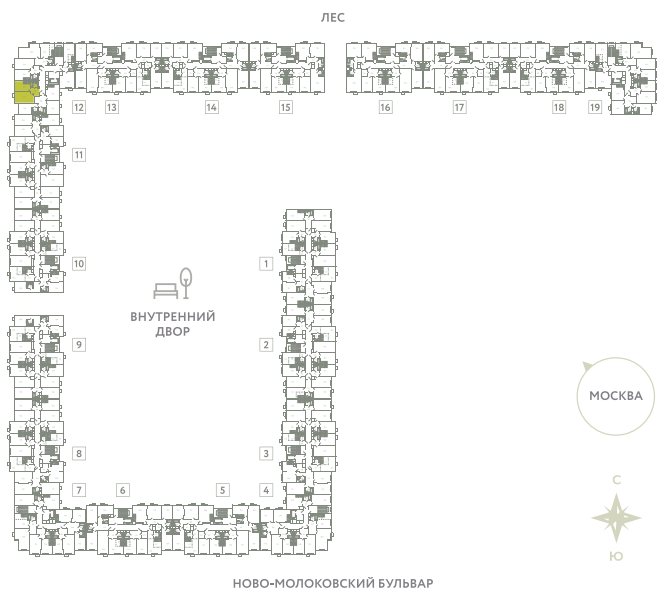 ЛЕС
12 13 14 15 16 17 18 19
11
10 1
ВНУТРЕННИЙ
ДВОР
9 2
МОСКВА
8 3
С
7 6 5 4
Ю
НОВО-МОЛОКОВСКИЙ БУЛЬВАР